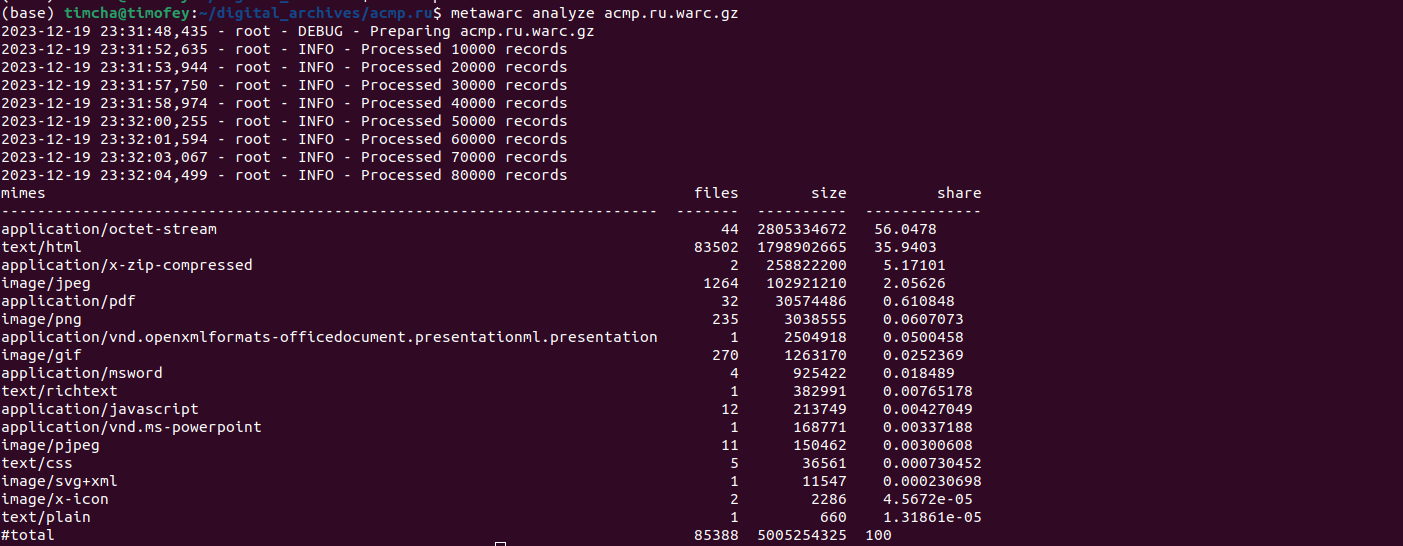 (base) timcha@timofey:~/digital_archives/acmp.ru$ metawarc analyze acmp.ru.warc.gz
2023-12-19 23:31:48,435 - root - DEBUG - Preparing acmp.ru.warc.gz
2023-12-19 23:31:52,635 - root - INFO - Processed 10000 records
2023-12-19 23:31:53,944 - root - INFO - Processed 20000 records
2023-12-19 23:31:57,750 - root - INFO - Processed 30000 records
2023-12-19 23:31:58,974 - root - INFO - Processed 40000 records
2023-12-19 23:32:00,255 - root - INFO - Processed 50000 records
2023-12-19 23:32:01,594 - root - INFO - Processed 60000 records
2023-12-19 23:32:03,067 - root - INFO - Processed 70000 records
2023-12-19 23:32:04,499 - root - INFO - Processed 80000 records
mimes files size share
------------------------------------------------------------------------- ------- ---------- -------------
application/octet-stream 44 2805334672 56.0478
text/html 83502 1798902665 35.9403
application/x-zip-compressed 2 258822200 5.17101
image/jpeg 1264 102921210 2.05626
application/pdf 32 30574486 0.610848
image/png 235 3038555 0.0607073
application/vnd.openxmlformats-officedocument.presentationml.presentation 1 2504918 0.0500458
image/gif 270 1263170 0.0252369
application/msword 4 925422 0.018489
text/richtext 1 382991 0.00765178
application/javascript 12 213749 0.00427049
application/vnd.ms-powerpoint 1 168771 0.00337188
image/pjpeg 11 150462 0.00300608
text/css 5 36561 0.000730452
image/svg+xml 1 11547 0.000230698
image/x-icon 2 2286 4.5672e-05
text/plain 1 660 1.31861e-05
#total 85388 5005254325 100